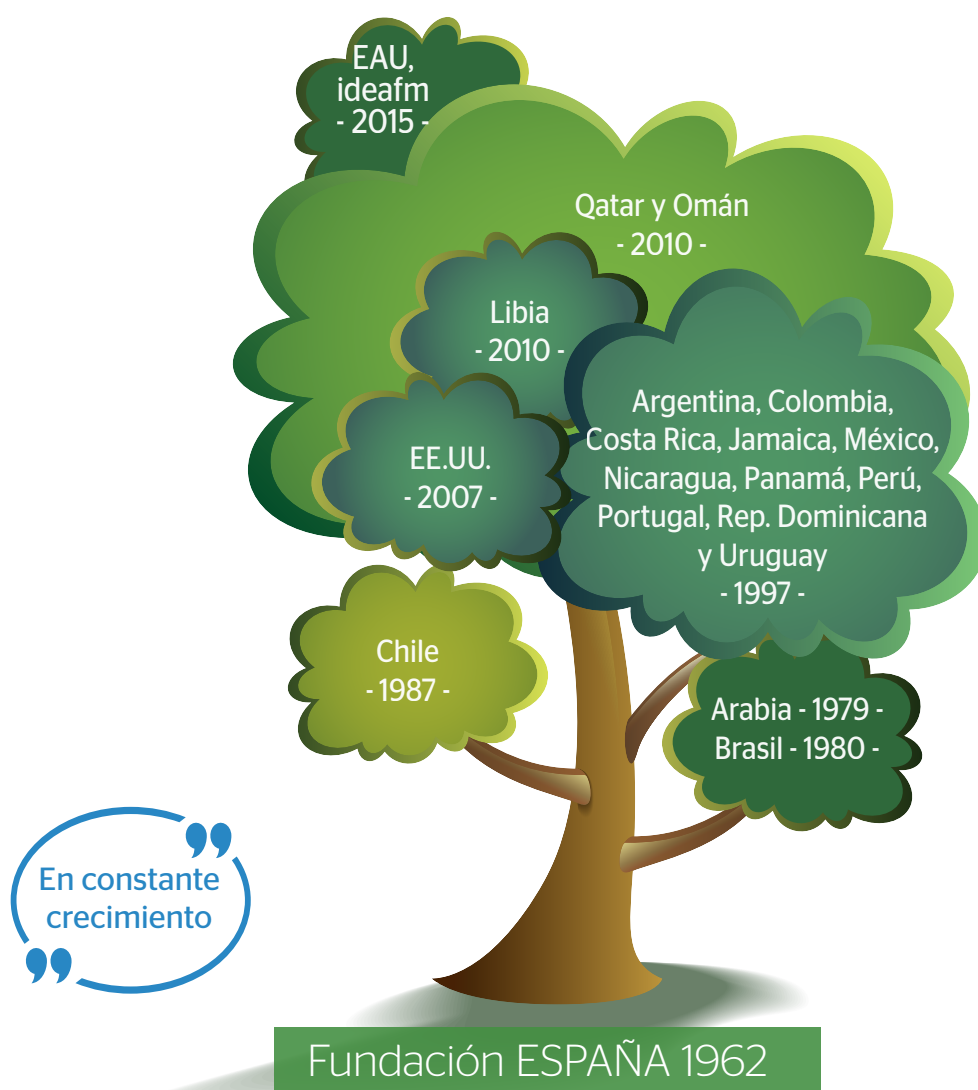 EAU,
ideafm
- 2015 -
Qatar y Omán
- 2010 -
Libia
- 2010 -
Argentina, Colombia,
Costa Rica, Jamaica, México,
Nicaragua, Panamá, Perú,
Portugal, Rep. Dominicana
y Uruguay
- 1997 -
EE.UU.
- 2007 -
Chile
- 1987 -
Arabia - 1979 -
Brasil - 1980 -
En constante
crecimiento
Fundación ESPAÑA 1962